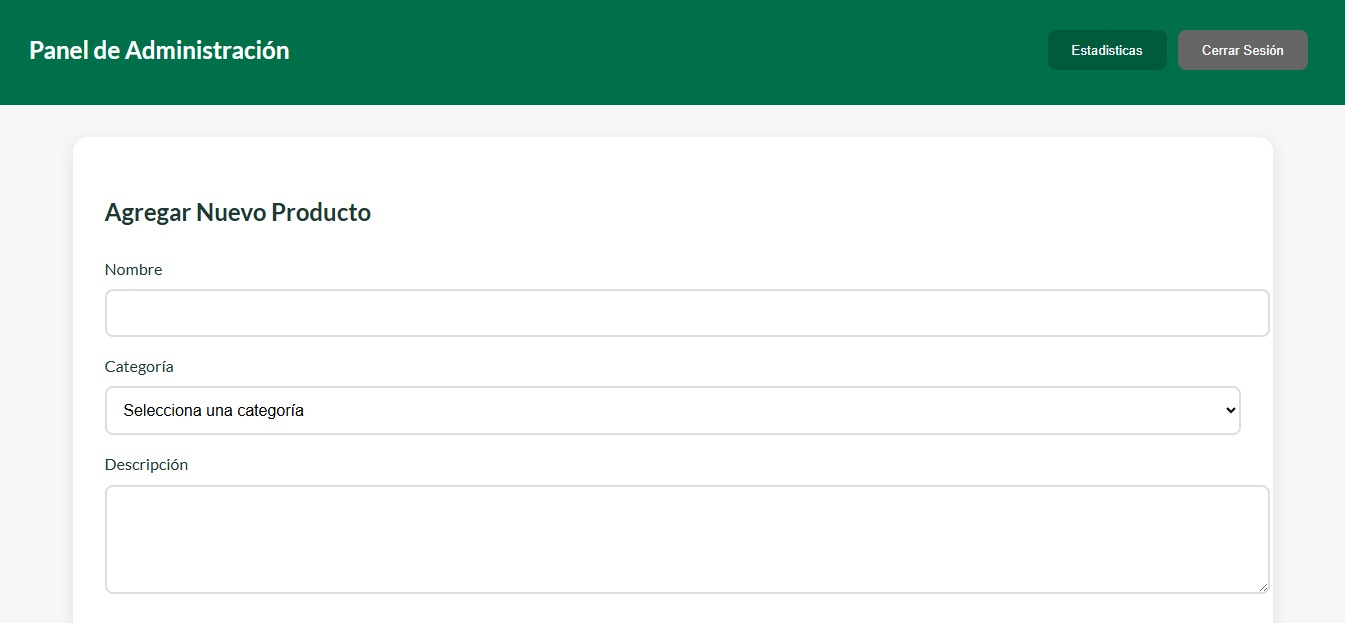 Panel de Administración
Estadisticas
Cerrar Sesión
Agregar Nuevo Producto
Nombre
Categoría
Selecciona una categoría
Descripción